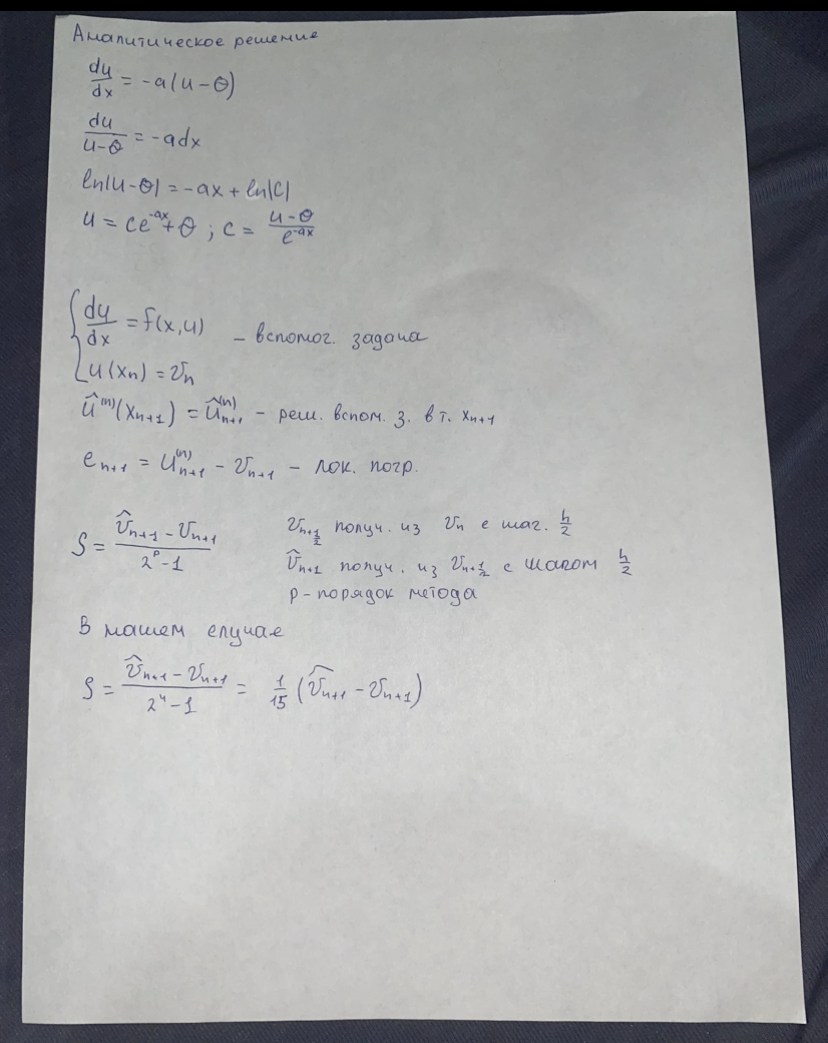 Аналитическое решение
du/dx = -a(u-θ)
du/(u-θ) = -adx
ln|u-θ| = -ax + ln|C|
u = Ce^{-ax} + θ ; C = (u-θ)/e^{-ax}
{ du/dx = f(x,u)
u(x_n) = v_n – вспомог. задача
û^{(n)}(x_{n+1}) = û^{(n)}_{n+1} – реш. вспом. з. в т. x_{n+1}
e_{n+1} = u^{(n)}_{n+1} - v_{n+1} – лок. погр.
S = (v̂_{n+1} - v_{n+1})/(2^p - 1)
v_{n+1/2} получ. из v_n с шаг. h/2
v̂_{n+1} получ. из v_{n+1/2} с шагом h/2
p - порядок метода
В нашем случае
S = (v̂_{n+1} - v_{n+1})/(2^4 - 1) = 1/15 (v̂_{n+1} - v_{n+1})